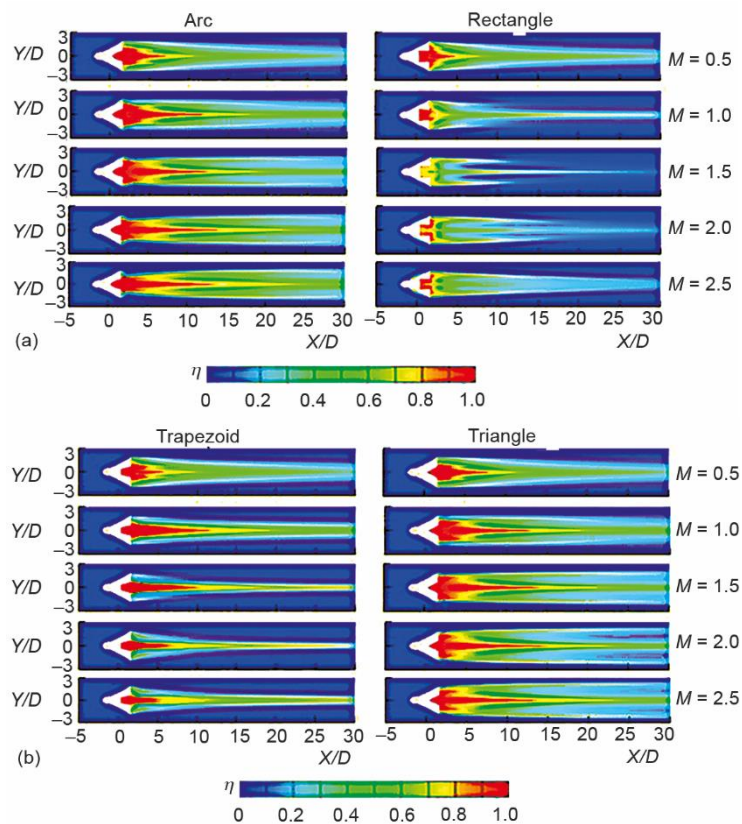 Arc Rectangle
Y/D 3 0 –3 M = 0.5
Y/D 3 0 –3 M = 1.0
Y/D 3 0 –3 M = 1.5
Y/D 3 0 –3 M = 2.0
Y/D 3 0 –3 M = 2.5
–5 0 5 10 15 20 25 30 –5 0 5 10 15 20 25 30
(a) X/D X/D
η
0 0.2 0.4 0.6 0.8 1.0
Trapezoid Triangle
Y/D 3 0 –3 M = 0.5
Y/D 3 0 –3 M = 1.0
Y/D 3 0 –3 M = 1.5
Y/D 3 0 –3 M = 2.0
Y/D 3 0 –3 M = 2.5
–5 0 5 10 15 20 25 30 –5 0 5 10 15 20 25 30
(b) X/D X/D
η
0 0.2 0.4 0.6 0.8 1.0